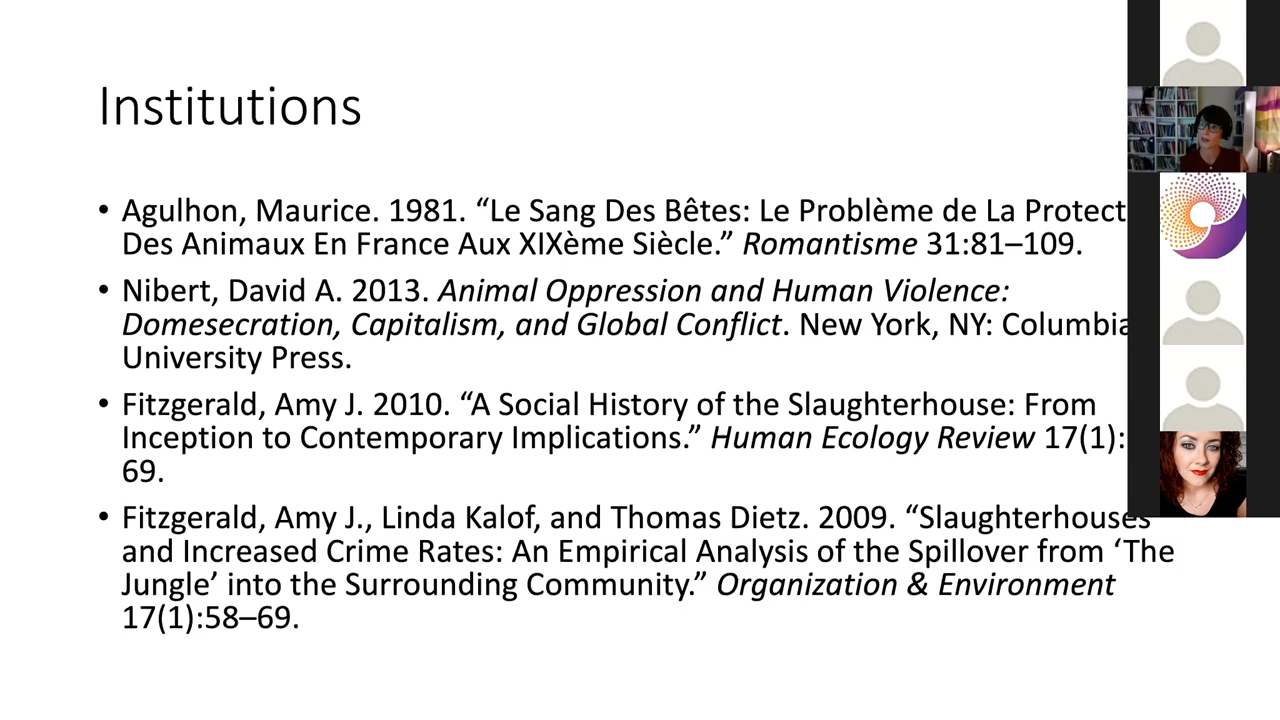 Institutions
• Agulhon, Maurice. 1981. “Le Sang Des Bêtes: Le Problème de La Protect
Des Animaux En France Aux XIXème Siècle.” Romantisme 31:81–109.
• Nibert, David A. 2013. Animal Oppression and Human Violence:
Domesecration, Capitalism, and Global Conflict. New York, NY: Columbia
University Press.
• Fitzgerald, Amy J. 2010. “A Social History of the Slaughterhouse: From
Inception to Contemporary Implications.” Human Ecology Review 17(1):
69.
• Fitzgerald, Amy J., Linda Kalof, and Thomas Dietz. 2009. “Slaughterhouses
and Increased Crime Rates: An Empirical Analysis of the Spillover from ‘The
Jungle’ into the Surrounding Community.” Organization & Environment
17(1):58–69.